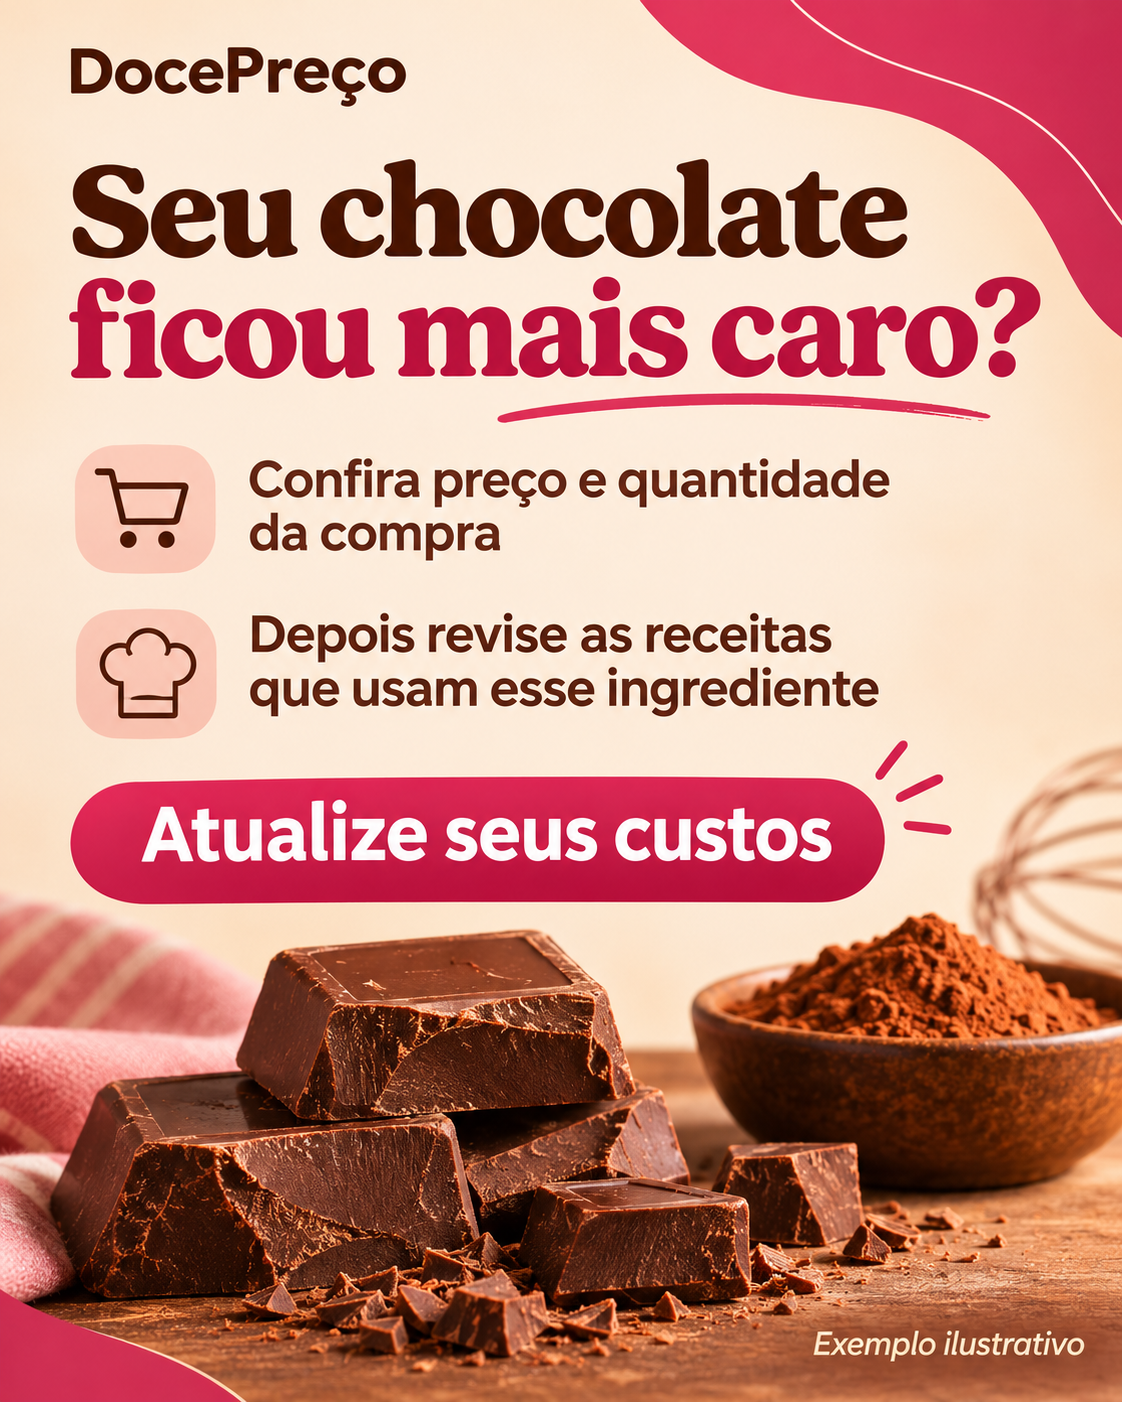 DocePreço
Seu chocolate
ficou mais caro?
Confira preço e quantidade
da compra
Depois revise as receitas
que usam esse ingrediente
Atualize seus custos
Exemplo ilustrativo